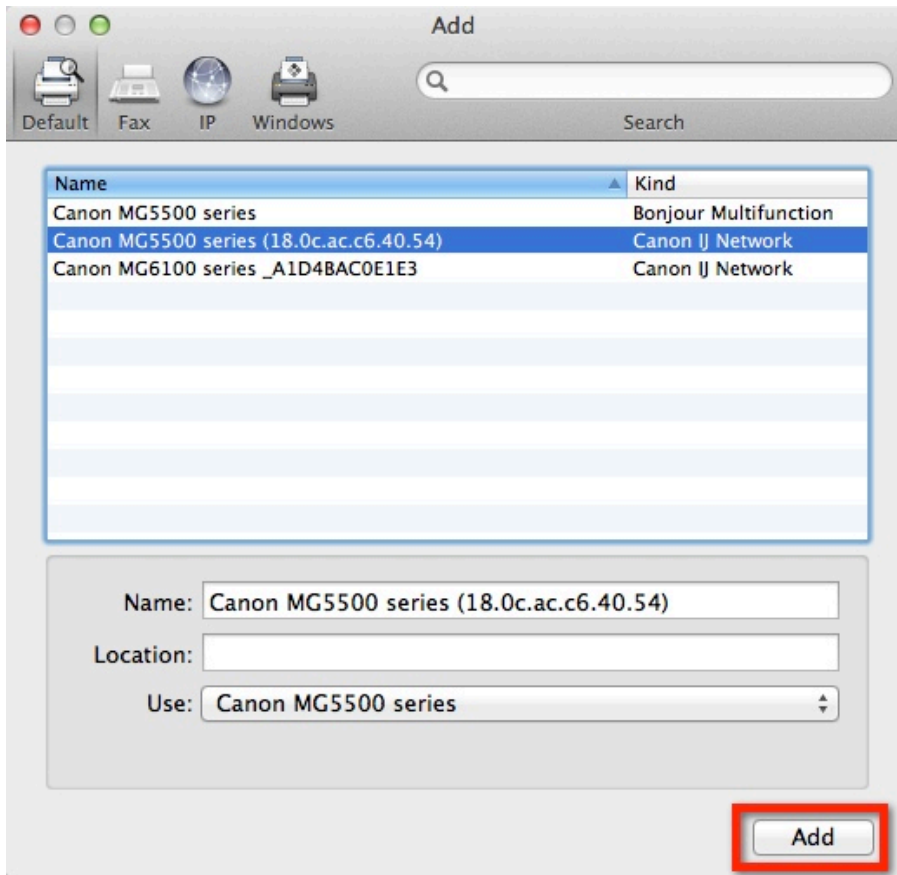 Add
Default Fax IP Windows Search
Name Kind
Canon MG5500 series Bonjour Multifunction
Canon MG5500 series (18.0c.ac.c6.40.54) Canon IJ Network
Canon MG6100 series _A1D4BAC0E1E3 Canon IJ Network
Name: Canon MG5500 series (18.0c.ac.c6.40.54)
Location:
Use: Canon MG5500 series
Add